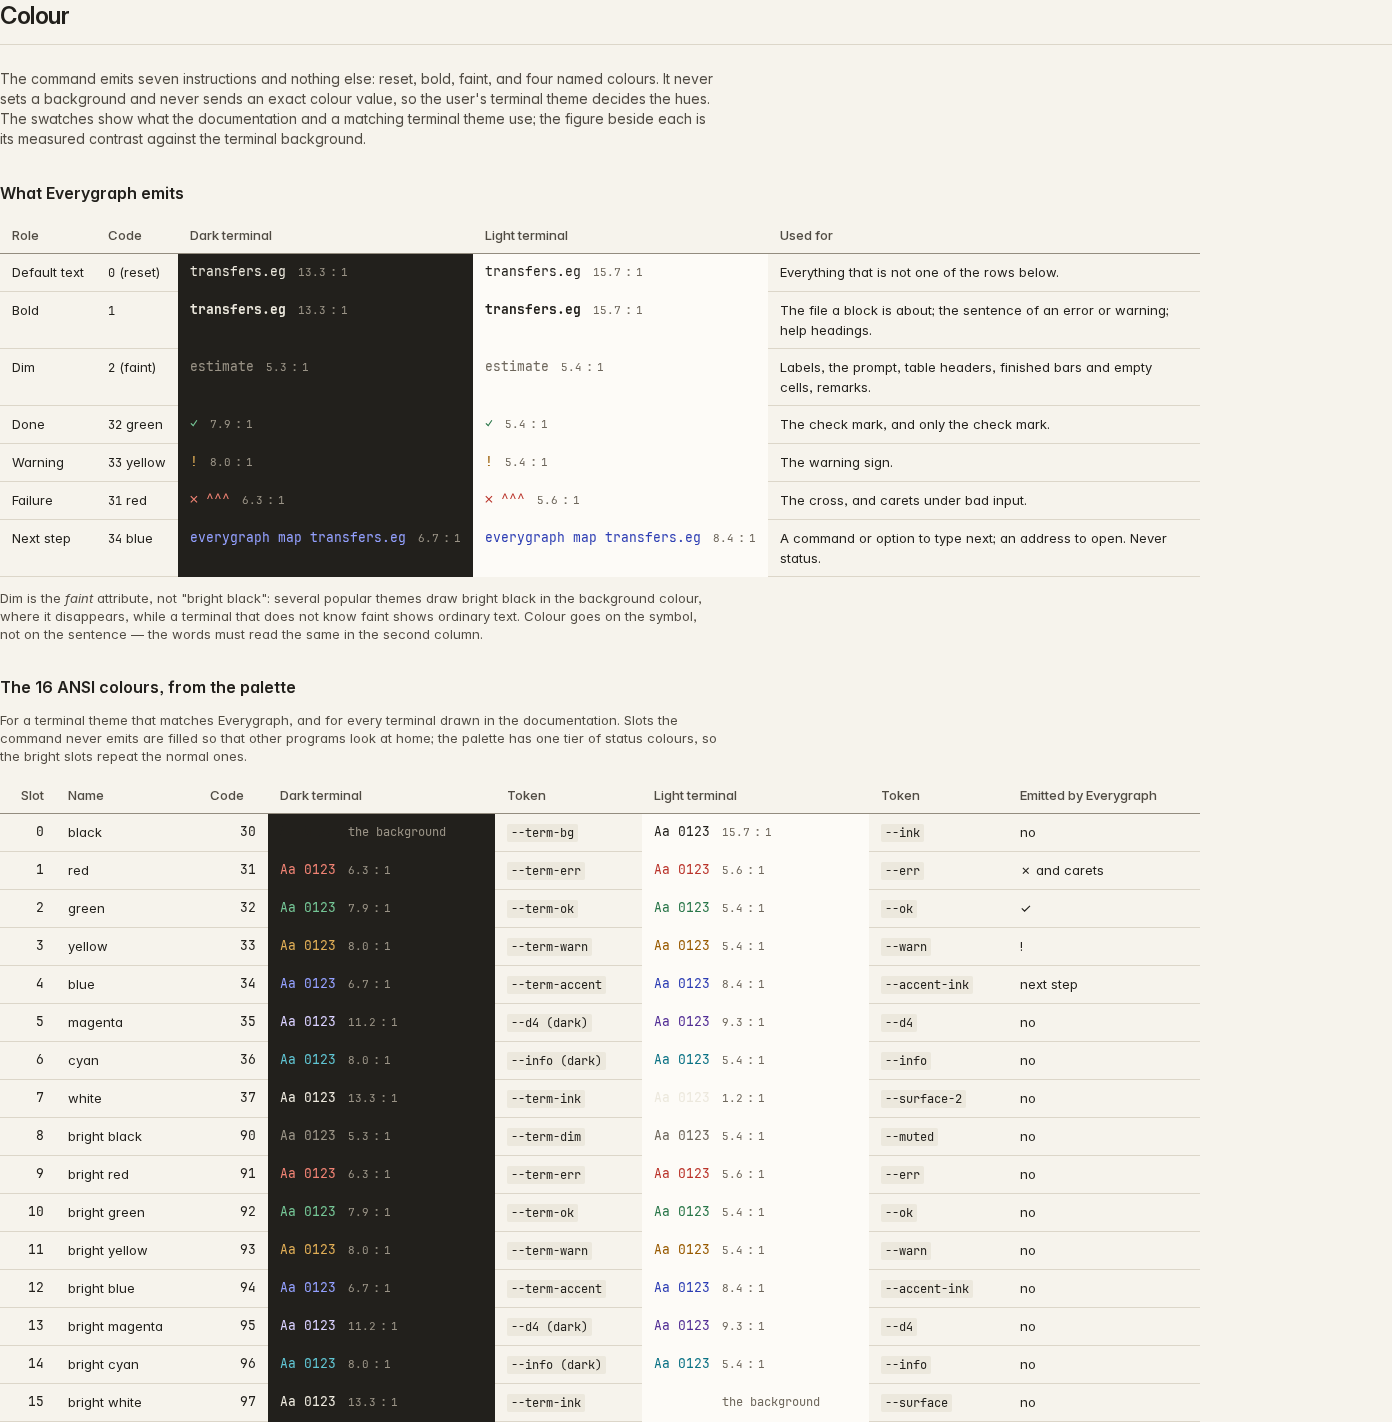 Colour
The command emits seven instructions and nothing else: reset, bold, faint, and four named colours. It never
sets a background and never sends an exact colour value, so the user's terminal theme decides the hues.
The swatches show what the documentation and a matching terminal theme use; the figure beside each is
its measured contrast against the terminal background.
What Everygraph emits
Role Code Dark terminal Light terminal Used for
Default text 0 (reset) transfers.eg 13.3 : 1 transfers.eg 15.7 : 1 Everything that is not one of the rows below.
Bold 1 transfers.eg 13.3 : 1 transfers.eg 15.7 : 1 The file a block is about; the sentence of an error or warning;
help headings.
Dim 2 (faint) estimate 5.3 : 1 estimate 5.4 : 1 Labels, the prompt, table headers, finished bars and empty
cells, remarks.
Done 32 green ✓ 7.9 : 1 ✓ 5.4 : 1 The check mark, and only the check mark.
Warning 33 yellow ! 8.0 : 1 ! 5.4 : 1 The warning sign.
Failure 31 red ✕ ^^^ 6.3 : 1 ✕ ^^^ 5.6 : 1 The cross, and carets under bad input.
Next step 34 blue everygraph map transfers.eg 6.7 : 1 everygraph map transfers.eg 8.4 : 1 A command or option to type next; an address to open. Never
status.
Dim is the faint attribute, not "bright black": several popular themes draw bright black in the background colour,
where it disappears, while a terminal that does not know faint shows ordinary text. Colour goes on the symbol,
not on the sentence — the words must read the same in the second column.
The 16 ANSI colours, from the palette
For a terminal theme that matches Everygraph, and for every terminal drawn in the documentation. Slots the
command never emits are filled so that other programs look at home; the palette has one tier of status colours, so
the bright slots repeat the normal ones.
Slot Name Code Dark terminal Token Light terminal Token Emitted by Everygraph
0 black 30 the background --term-bg Aa 0123 15.7 : 1 --ink no
1 red 31 Aa 0123 6.3 : 1 --term-err Aa 0123 5.6 : 1 --err ✕ and carets
2 green 32 Aa 0123 7.9 : 1 --term-ok Aa 0123 5.4 : 1 --ok ✓
3 yellow 33 Aa 0123 8.0 : 1 --term-warn Aa 0123 5.4 : 1 --warn !
4 blue 34 Aa 0123 6.7 : 1 --term-accent Aa 0123 8.4 : 1 --accent-ink next step
5 magenta 35 Aa 0123 11.2 : 1 --d4 (dark) Aa 0123 9.3 : 1 --d4 no
6 cyan 36 Aa 0123 8.0 : 1 --info (dark) Aa 0123 5.4 : 1 --info no
7 white 37 Aa 0123 13.3 : 1 --term-ink Aa 0123 1.2 : 1 --surface-2 no
8 bright black 90 Aa 0123 5.3 : 1 --term-dim Aa 0123 5.4 : 1 --muted no
9 bright red 91 Aa 0123 6.3 : 1 --term-err Aa 0123 5.6 : 1 --err no
10 bright green 92 Aa 0123 7.9 : 1 --term-ok Aa 0123 5.4 : 1 --ok no
11 bright yellow 93 Aa 0123 8.0 : 1 --term-warn Aa 0123 5.4 : 1 --warn no
12 bright blue 94 Aa 0123 6.7 : 1 --term-accent Aa 0123 8.4 : 1 --accent-ink no
13 bright magenta 95 Aa 0123 11.2 : 1 --d4 (dark) Aa 0123 9.3 : 1 --d4 no
14 bright cyan 96 Aa 0123 8.0 : 1 --info (dark) Aa 0123 5.4 : 1 --info no
15 bright white 97 Aa 0123 13.3 : 1 --term-ink the background --surface no